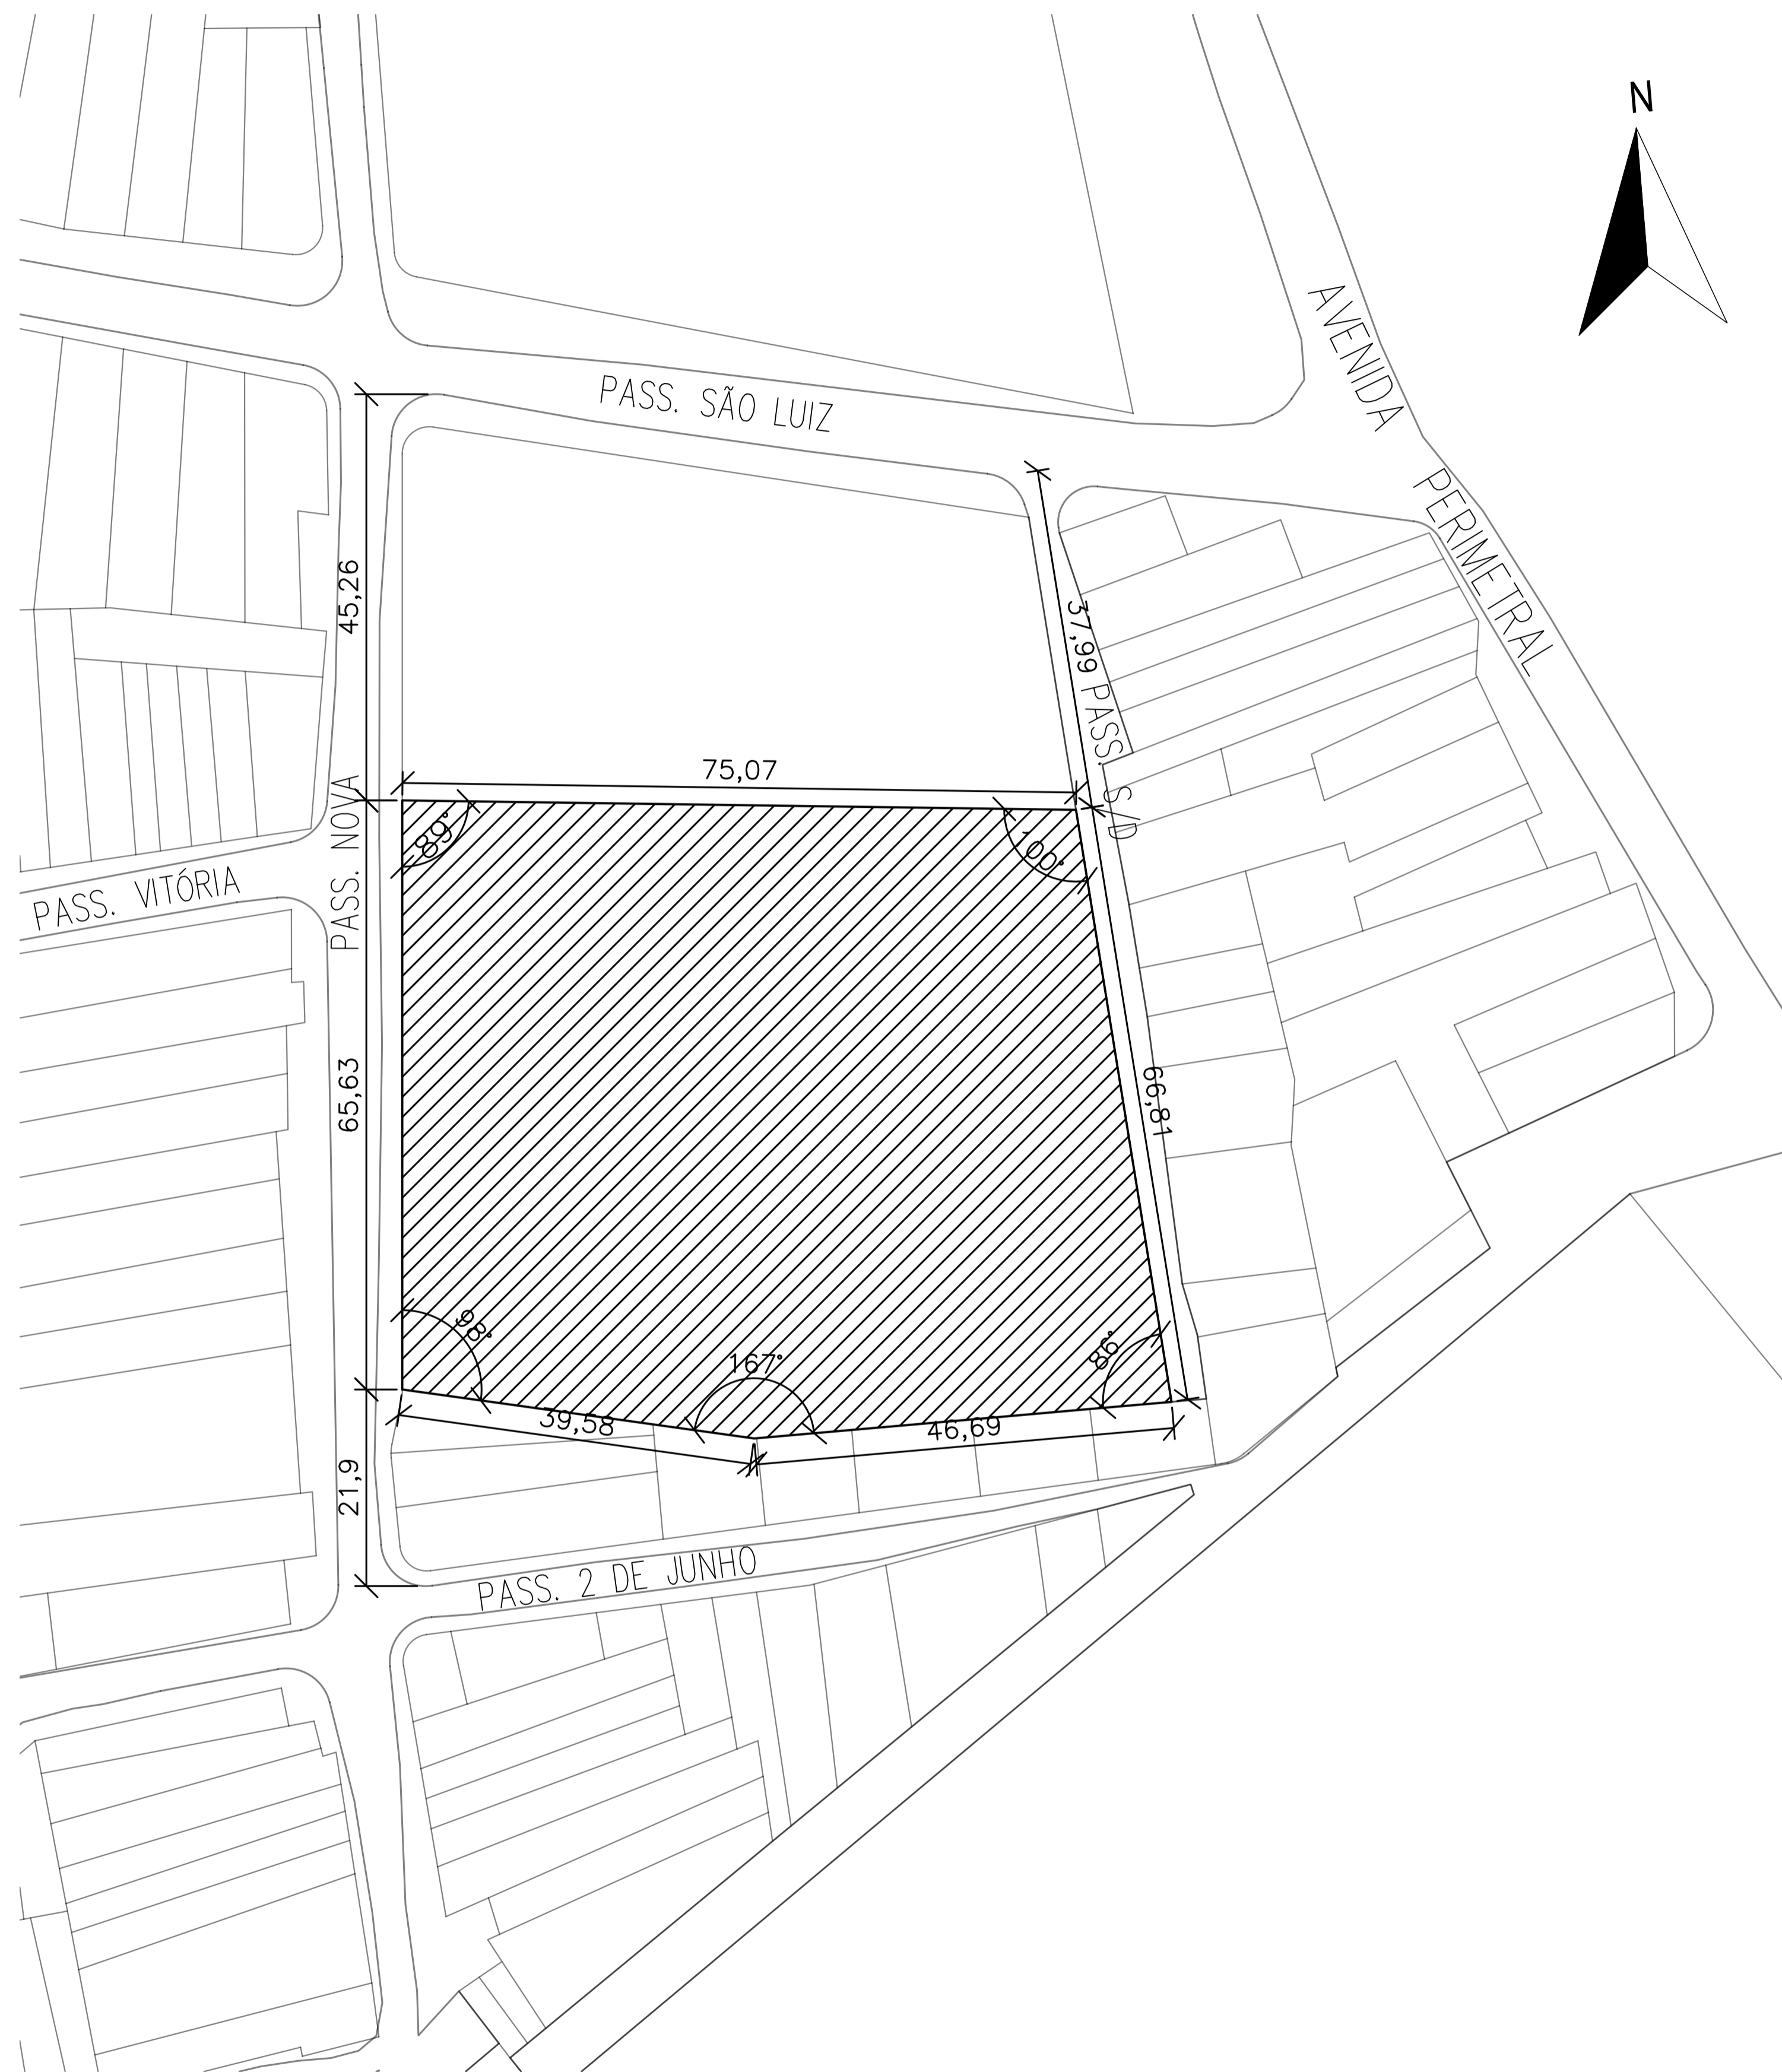 N
AVENIDA
PERIMETRAL
PASS. SÃO LUIZ
45,26
37,99
PASS. S/D
75,07
PASS. NOVA
89°
100°
PASS. VITÓRIA
65,63
66,81
98°
167°
86°
39,58
46,69
21,9
PASS. 2 DE JUNHO